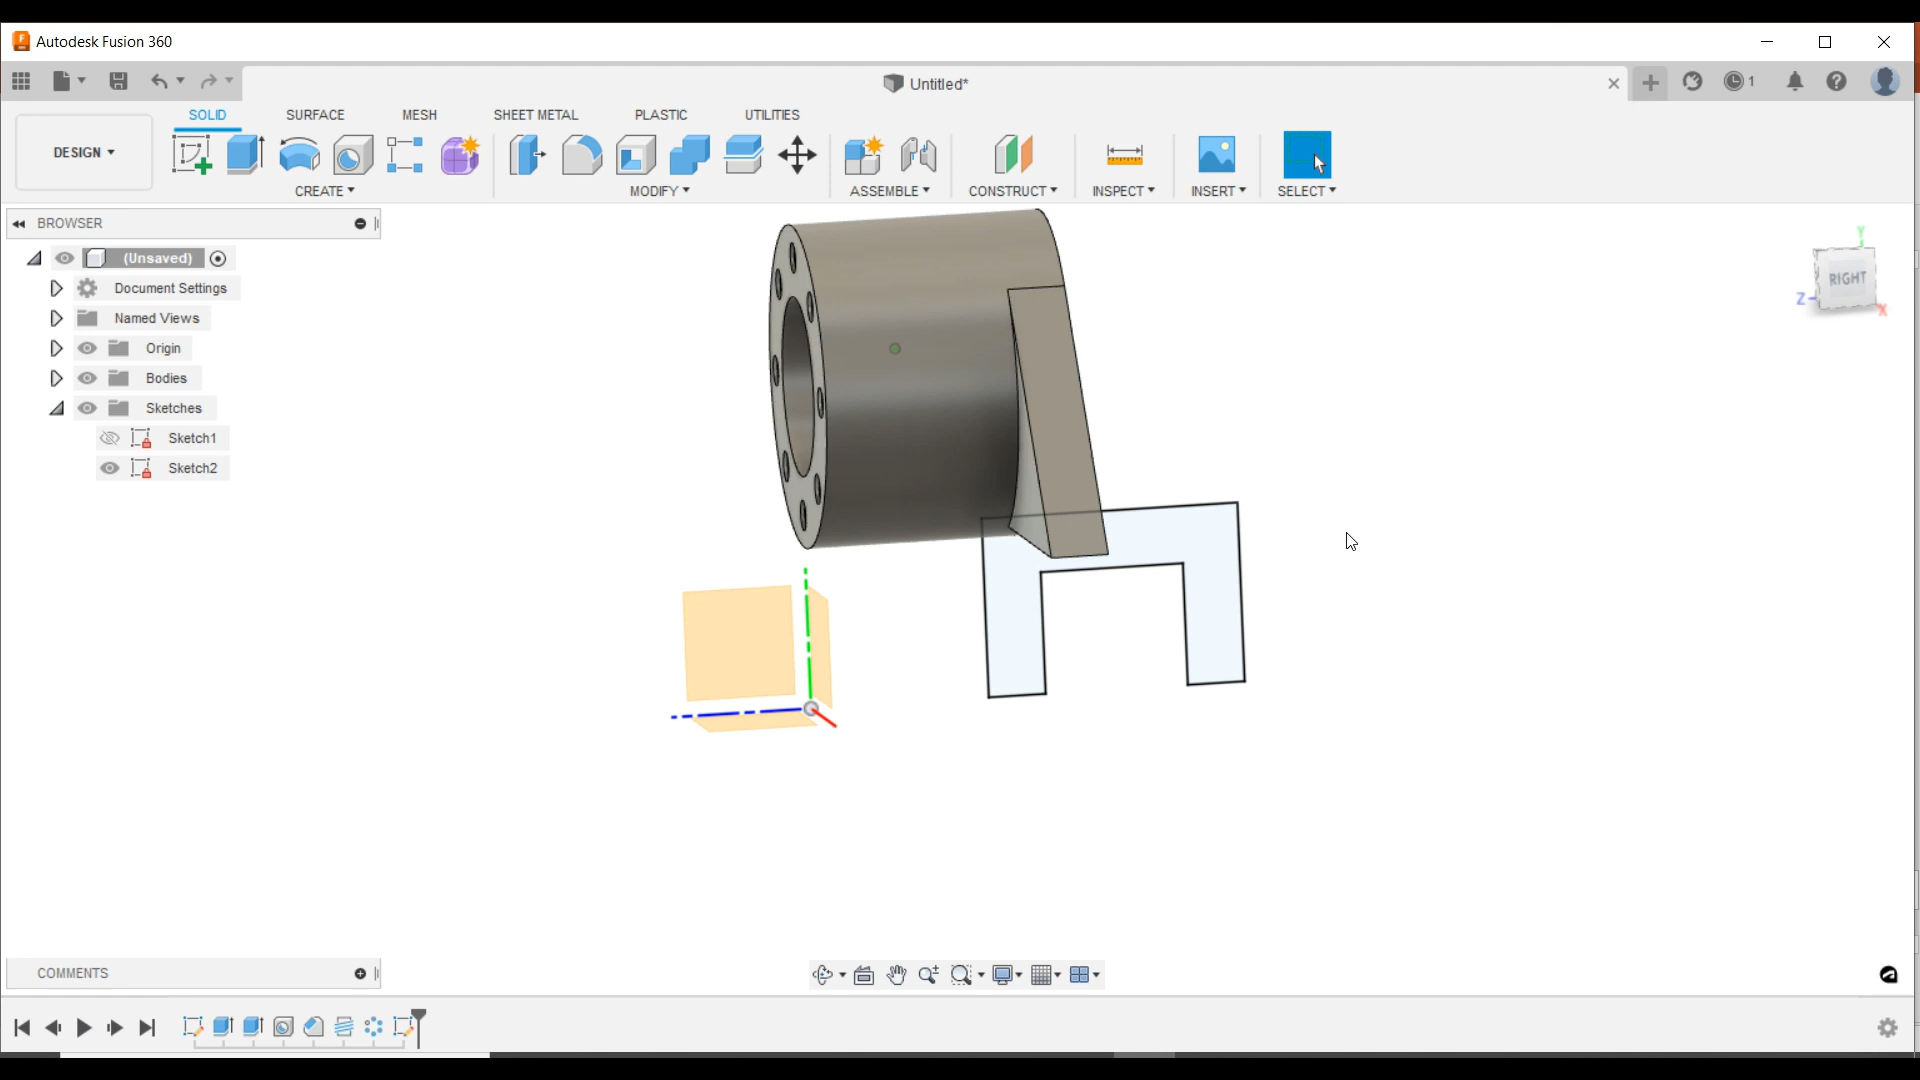 Autodesk Fusion 360
Untitled*
1
SOLID
SURFACE
MESH
SHEET METAL
PLASTIC
UTILITIES
DESIGN
CREATE
MODIFY
ASSEMBLE
CONSTRUCT
INSPECT
INSERT
SELECT
BROWSER
(Unsaved)
Document Settings
Named Views
Origin
Bodies
Sketches
Sketch1
Sketch2
Y
RIGHT
Z
X
COMMENTS